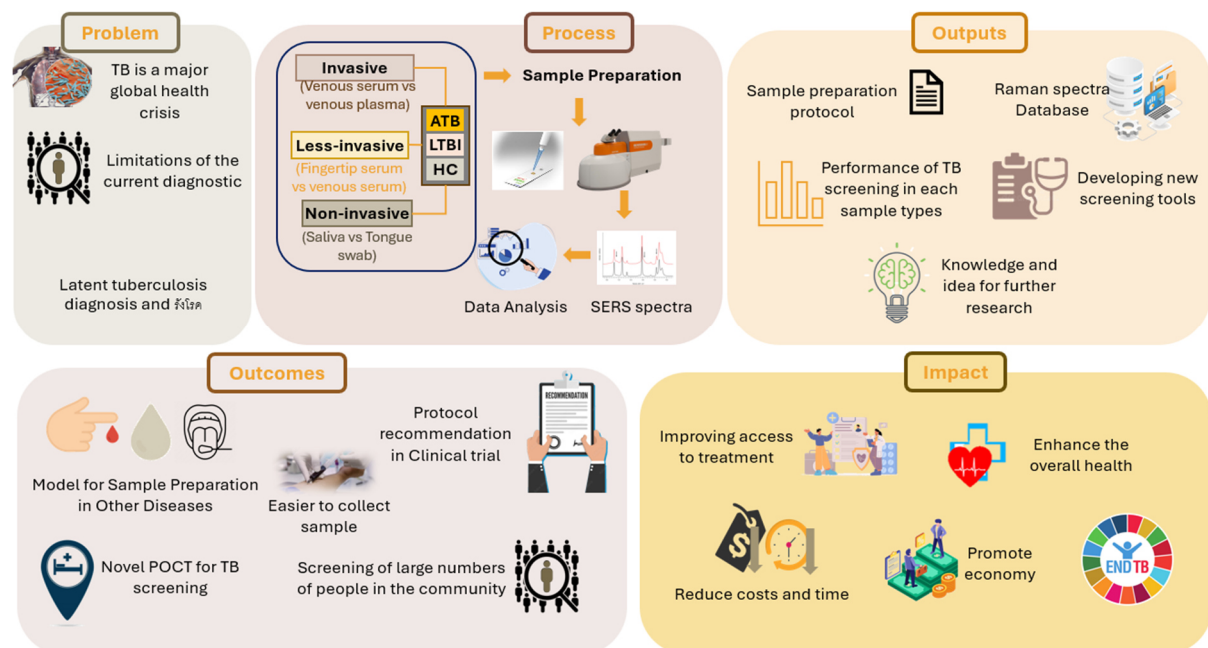 Problem
TB is a major
global health
crisis
Limitations of the
current diagnostic
Latent tuberculosis
diagnosis and รังโรค
Process
Invasive
(Venous serum vs
venous plasma)
Less-invasive
(Fingertip serum
vs venous serum)
Non-invasive
(Saliva vs Tongue
swab)
ATB
LTBI
HC
Sample Preparation
Data Analysis
SERS spectra
Outputs
Sample preparation
protocol
Raman spectra
Database
Performance of TB
screening in each
sample types
Developing new
screening tools
Knowledge and
idea for further
research
Outcomes
Model for Sample Preparation
in Other Diseases
Easier to collect
sample
Protocol
recommendation
in Clinical trial
RECOMMENDATION
Novel POCT for TB
screening
Screening of large numbers
of people in the community
Impact
Improving access
to treatment
Enhance the
overall health
$
Reduce costs and time
Promote
economy
END TB